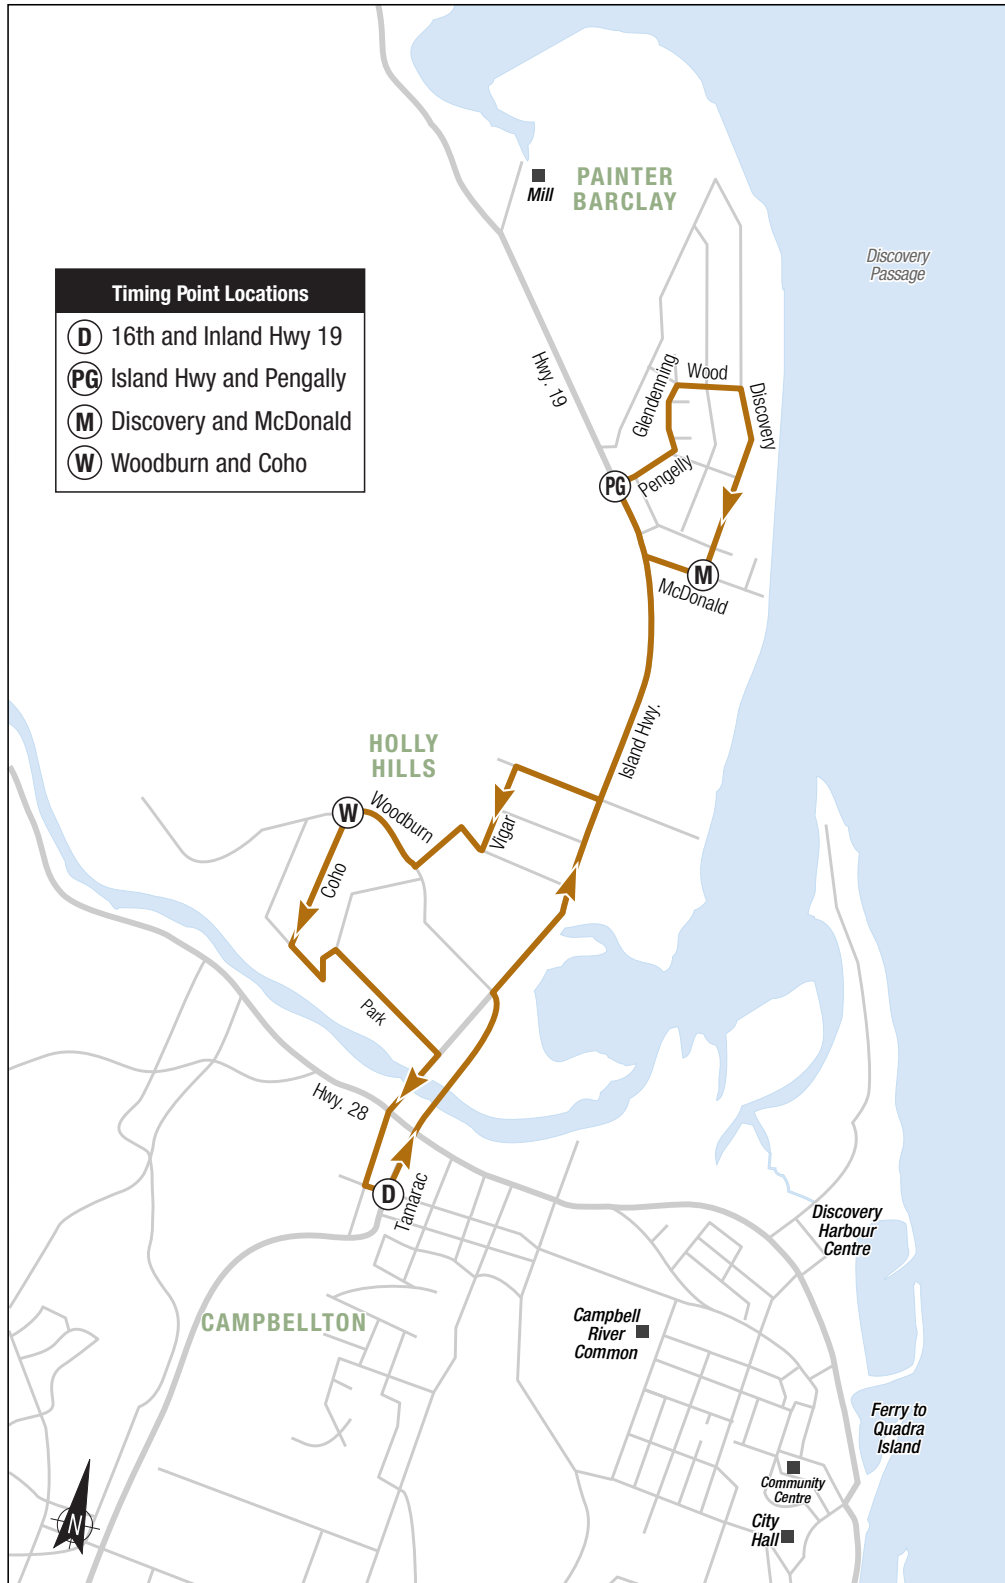 PAINTER
BARCLAY
Mill
Discovery
Passage
Timing Point Locations
D 16th and Inland Hwy 19
PG Island Hwy and Pengally
M Discovery and McDonald
W Woodburn and Coho
Hwy. 19
Glendenning
Wood
Discovery
PG
Pengelly
M
McDonald
Island Hwy.
HOLLY
HILLS
W
Woodburn
Vigar
Coho
Park
Hwy. 28
D
Tamarac
Discovery
Harbour
Centre
CAMPBELLTON
Campbell
River
Common
Ferry to
Quadra
Island
Community
Centre
City
Hall
N